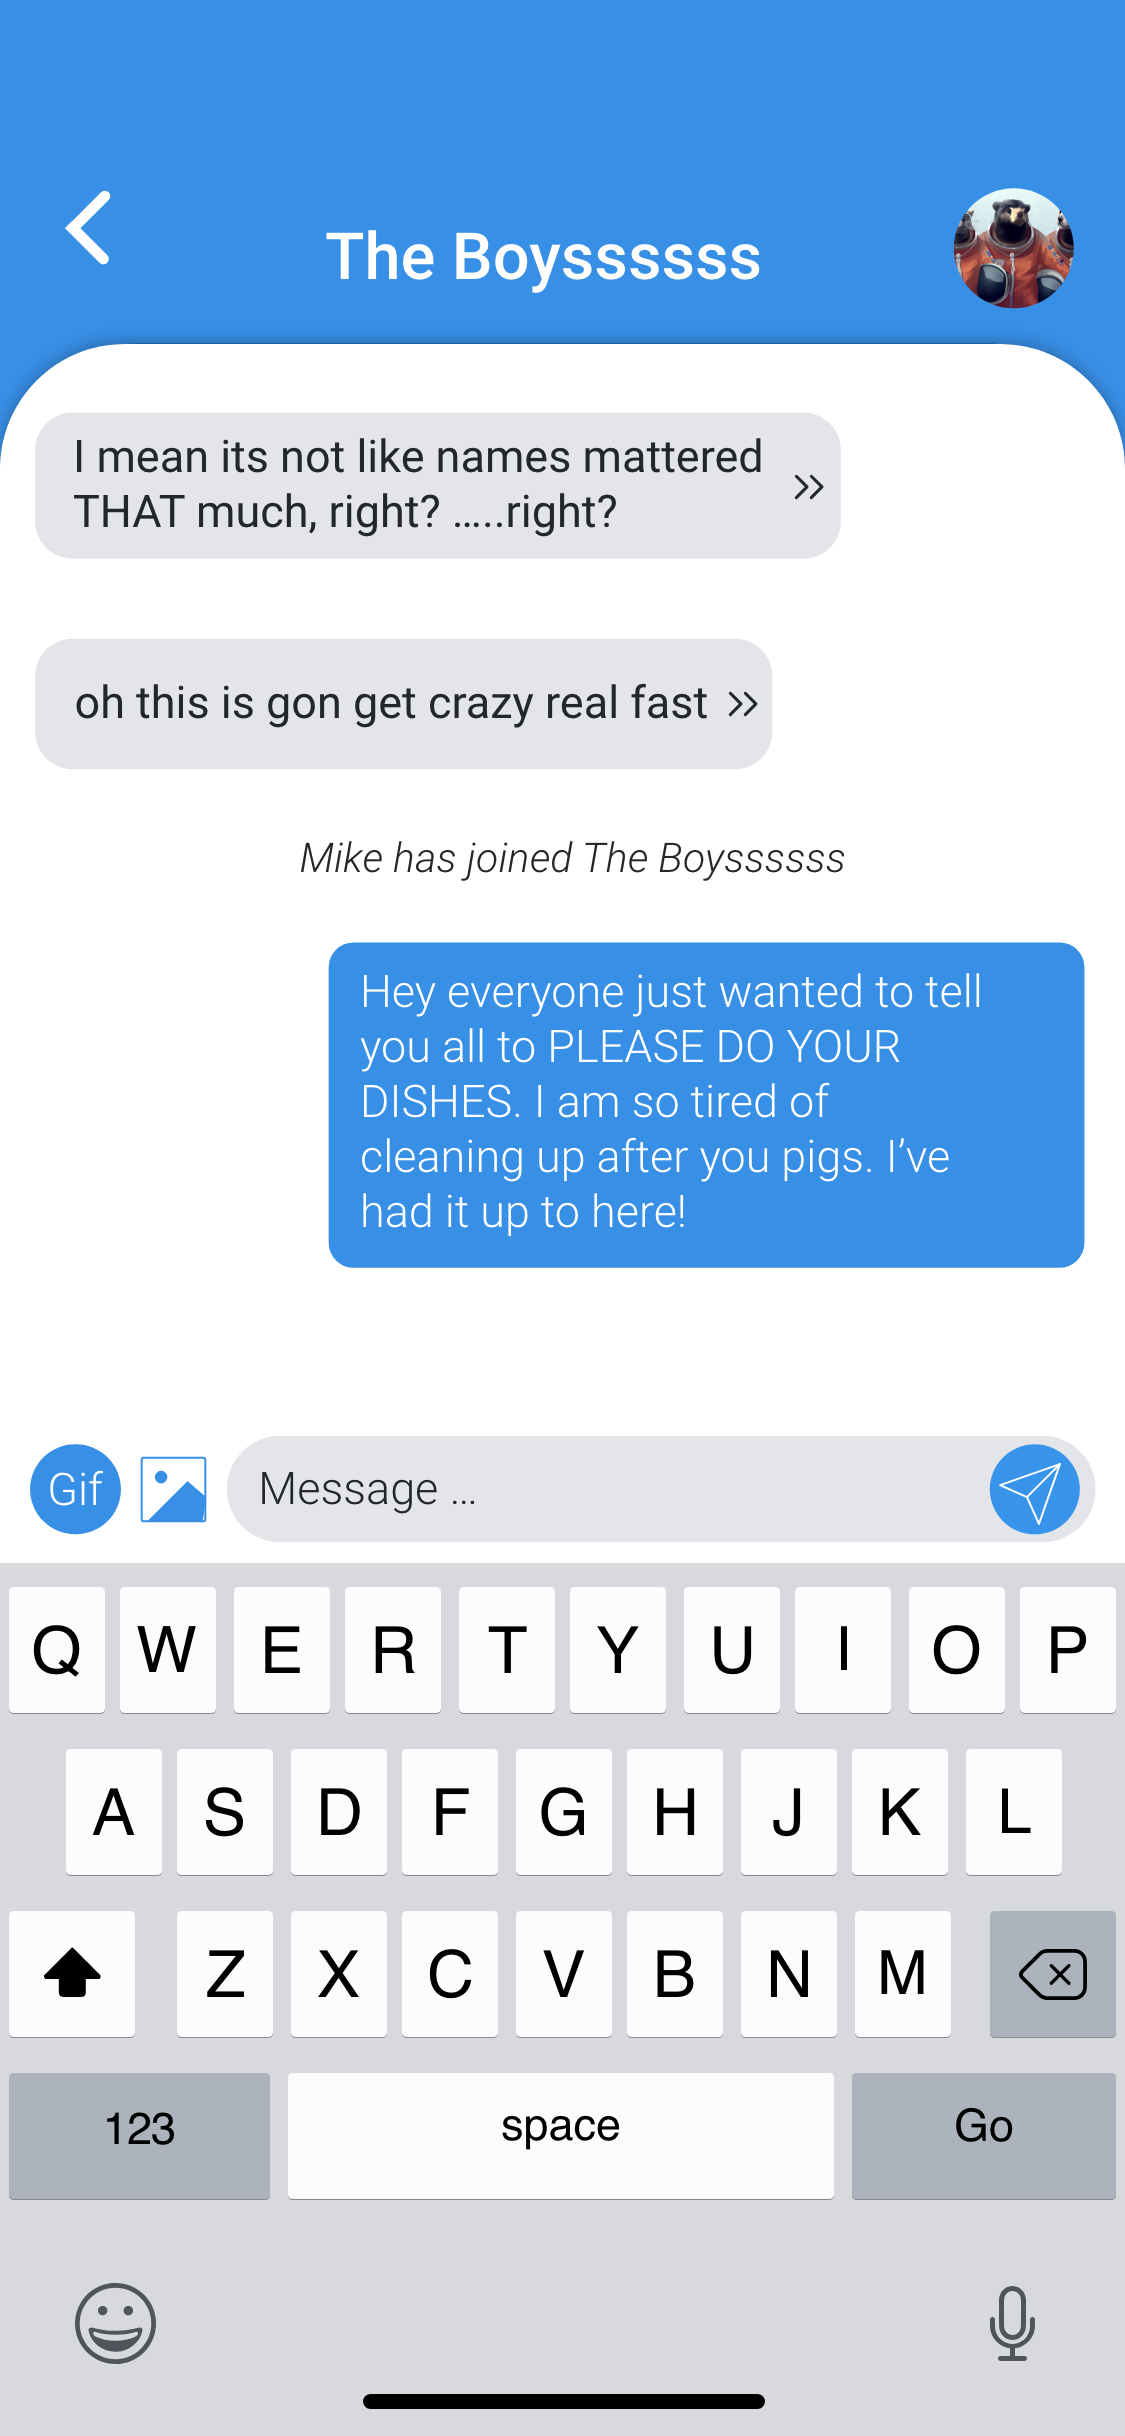 The Boyssssss
I mean its not like names mattered
THAT much, right? .....right?
oh this is gon get crazy real fast
Mike has joined The Boyssssss
Hey everyone just wanted to tell
you all to PLEASE DO YOUR
DISHES. I am so tired of
cleaning up after you pigs. I’ve
had it up to here!
Gif
Message ...
Q W E R T Y U I O P
A S D F G H J K L
Z X C V B N M
123 space Go